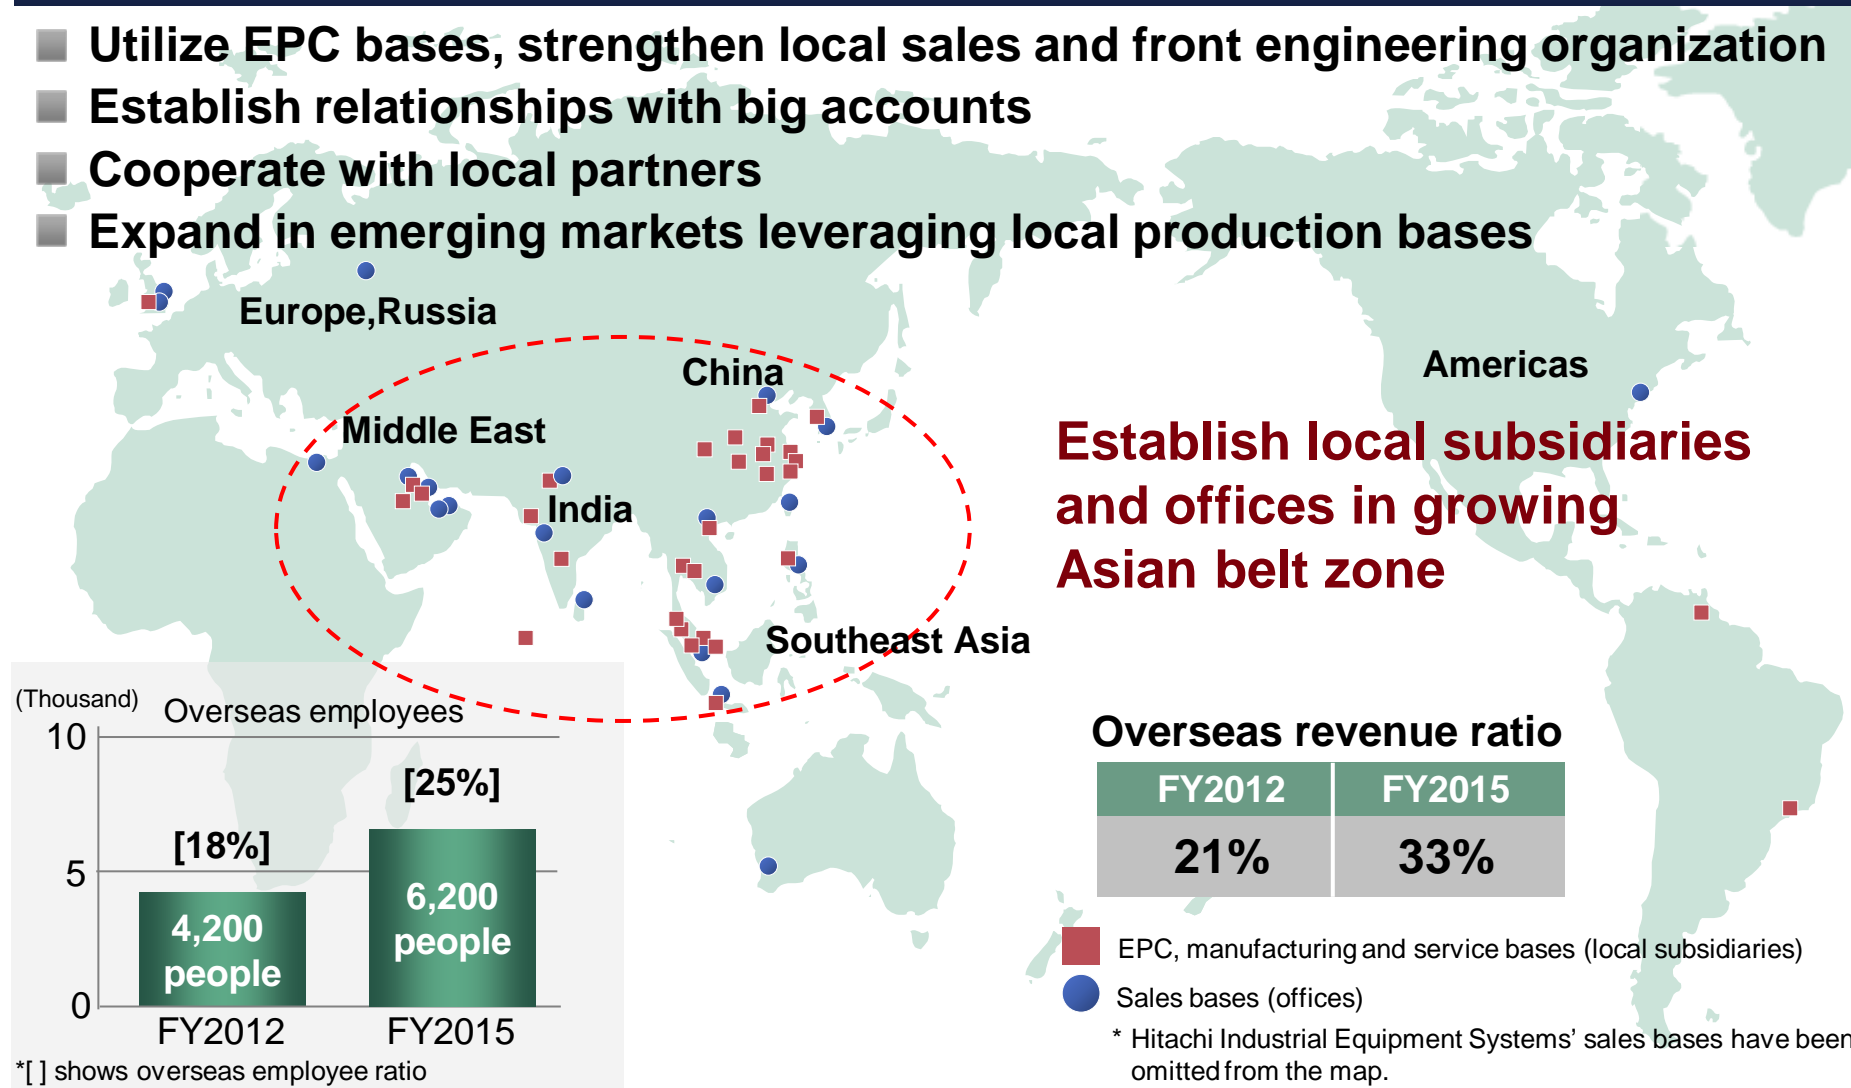 Utilize EPC bases, strengthen local sales and front engineering organization
Establish relationships with big accounts
Cooperate with local partners
Expand in emerging markets leveraging local production bases
Europe,Russia
China
Americas
Middle East
India
Southeast Asia
Establish local subsidiaries
and offices in growing
Asian belt zone
(Thousand)
Overseas employees
10
5
0
[18%]
[25%]
4,200
people
6,200
people
FY2012
FY2015
*[ ] shows overseas employee ratio
Overseas revenue ratio
FY2012 FY2015
21% 33%
EPC, manufacturing and service bases (local subsidiaries)
Sales bases (offices)
* Hitachi Industrial Equipment Systems' sales bases have been
omitted from the map.